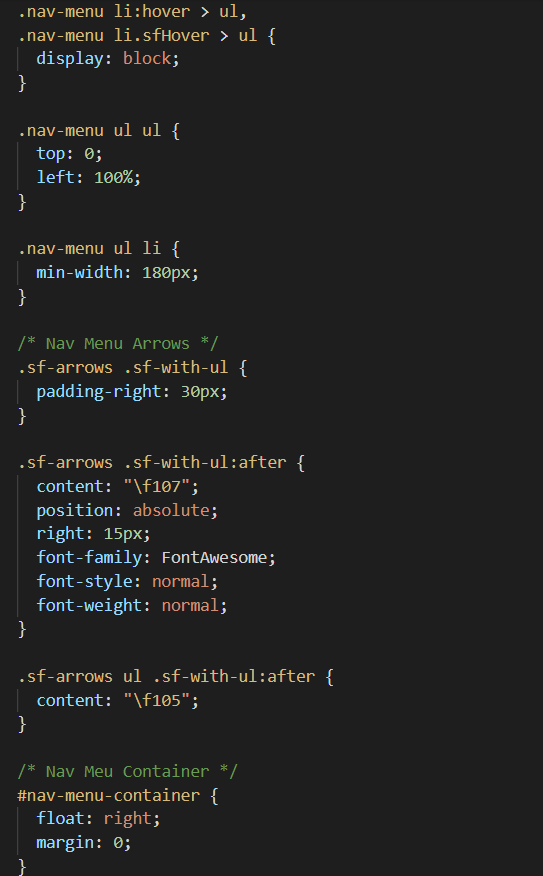 .nav-menu li:hover > ul,
.nav-menu li.sfHover > ul {
  display: block;
}

.nav-menu ul ul {
  top: 0;
  left: 100%;
}

.nav-menu ul li {
  min-width: 180px;
}

/* Nav Menu Arrows */
.sf-arrows .sf-with-ul {
  padding-right: 30px;
}

.sf-arrows .sf-with-ul:after {
  content: "\f107";
  position: absolute;
  right: 15px;
  font-family: FontAwesome;
  font-style: normal;
  font-weight: normal;
}

.sf-arrows ul .sf-with-ul:after {
  content: "\f105";
}

/* Nav Meu Container */
#nav-menu-container {
  float: right;
  margin: 0;
}